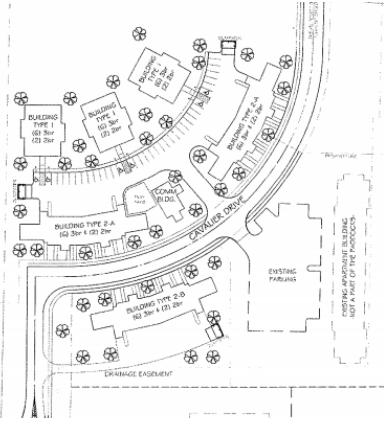 DUMPSTER
BUILDING
TYPE 1
(6) 3br
(2) 2br
BUILDING
TYPE 1
(6) 3br
(2) 2br
BUILDING
TYPE 1
(6) 3br
(2) 2br
BUILDING TYPE 2-A
(6) 3br & (2) 2br
COMM.
BLDG.
BUILDING TYPE 2-A
(6) 3br & (2) 2br
CAVALIER DRIVE
EXISTING
PARKING
EXISTING APARTMENT BUILDING
NOT A PART OF THE PADDOCKS
BUILDING TYPE 2-B
(6) 3br & (2) 2br
DRAINAGE EASEMENT